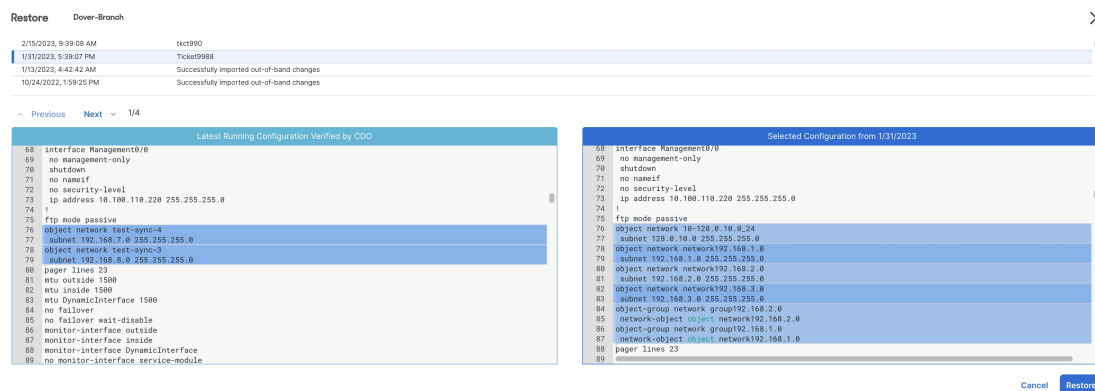 Restore Dover-Branch
2/15/2023, 9:39:08 AM tkct990
1/31/2023, 5:39:07 PM Ticket9988
1/13/2023, 4:42:42 AM Successfully imported out-of-band changes
10/24/2022, 1:59:25 PM Successfully imported out-of-band changes
Previous Next 1/4
Latest Running Configuration Verified by CDO
68 interface Management0/0
69 no management-only
70 shutdown
71 no nameif
72 no security-level
73 ip address 10.100.110.220 255.255.255.0
74 !
75 ftp mode passive
76 object network test-sync-4
77 subnet 192.168.7.0 255.255.255.0
78 object network test-sync-3
79 subnet 192.168.8.0 255.255.255.0
80 pager lines 23
81 mtu outside 1500
82 mtu inside 1500
83 mtu DynamicInterface 1500
84 no failover
85 no failover wait-disable
86 monitor-interface outside
87 monitor-interface inside
88 monitor-interface DynamicInterface
89 no monitor-interface service-module
Selected Configuration from 1/31/2023
68 interface Management0/0
69 no management-only
70 shutdown
71 no nameif
72 no security-level
73 ip address 10.100.110.220 255.255.255.0
74 !
75 ftp mode passive
76 object network 10-128.0.10.0_24
77 subnet 128.0.10.0 255.255.255.0
78 object network network192.168.1.0
79 subnet 192.168.1.0 255.255.255.0
80 object network network192.168.2.0
81 subnet 192.168.2.0 255.255.255.0
82 object network network192.168.3.0
83 subnet 192.168.3.0 255.255.255.0
84 object-group network group192.168.2.0
85 network-object object network192.168.2.0
86 object-group network group192.168.1.0
87 network-object object network192.168.1.0
88 pager lines 23
89
Cancel Restore